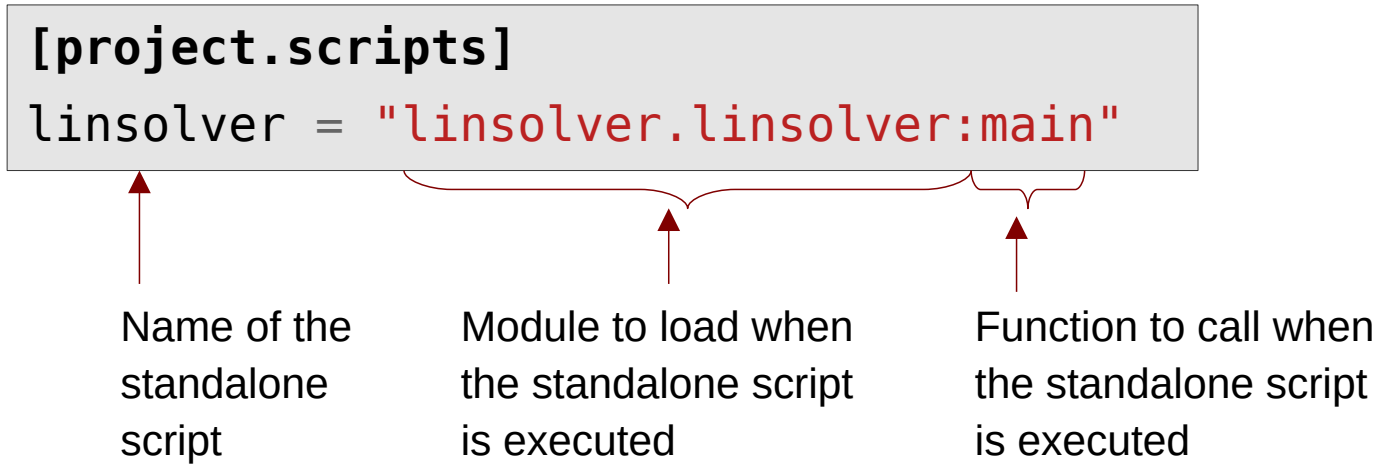 [project.scripts]
linsolver = "linsolver.linsolver:main"
Name of the
standalone
script
Module to load when
the standalone script
is executed
Function to call when
the standalone script
is executed